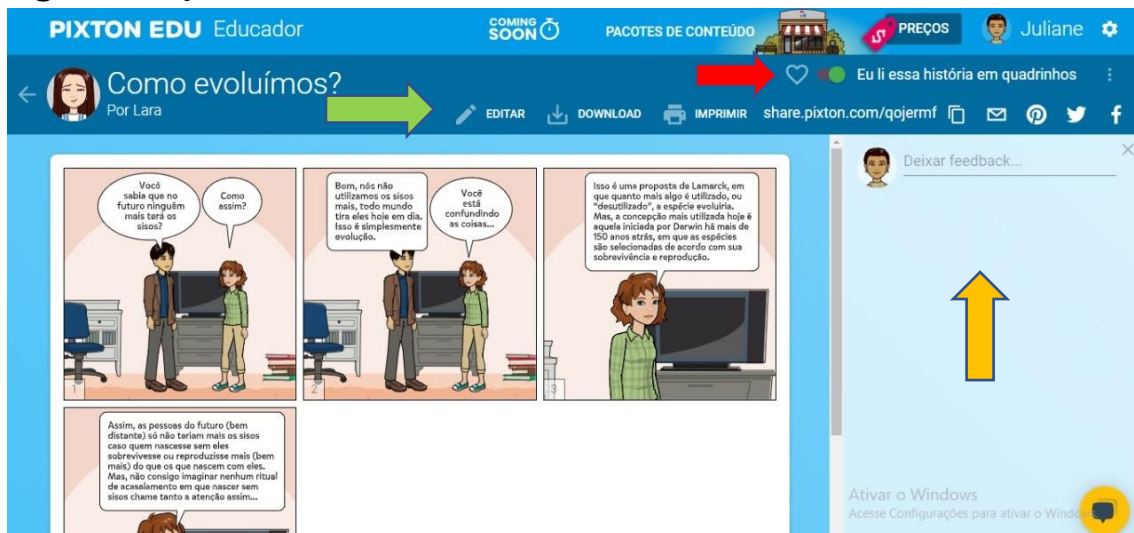 PIXTON EDU Educador
COMING SOON
PACOTES DE CONTEÚDO
PREÇOS
Juliane
Como evoluímos?
Por Lara
Eu li essa história em quadrinhos
EDITAR
DOWNLOAD
IMPRIMIR
share.pixton.com/qojermf
Deixar feedback...
Você
sabia que no
futuro ninguém
mais terá os
sisos?
Como
assim?
1
Bom, nós não
utilizamos os sisos
mais, todo mundo
tira eles hoje em dia.
Isso é simplesmente
evolução.
Você
está
confundindo
as coisas...
2
Isso é uma proposta de Lamarck, em
que quanto mais algo é utilizado, ou
"desutilizado", a espécie evoluiria.
Mas, a concepção mais utilizada hoje é
aquela iniciada por Darwin há mais de
150 anos atrás, em que as espécies
são selecionadas de acordo com sua
sobrevivência e reprodução.
3
Assim, as pessoas do futuro (bem
distante) só não teriam mais os sisos
caso quem nascesse sem eles
sobrevivesse ou reproduzisse mais (bem
mais) do que os que nascem com eles.
Mas, não consigo imaginar nenhum ritual
de acasalamento em que nascer sem
sisos chame tanto a atenção assim...
Ativar o Windows
Acesse Configurações para ativar o